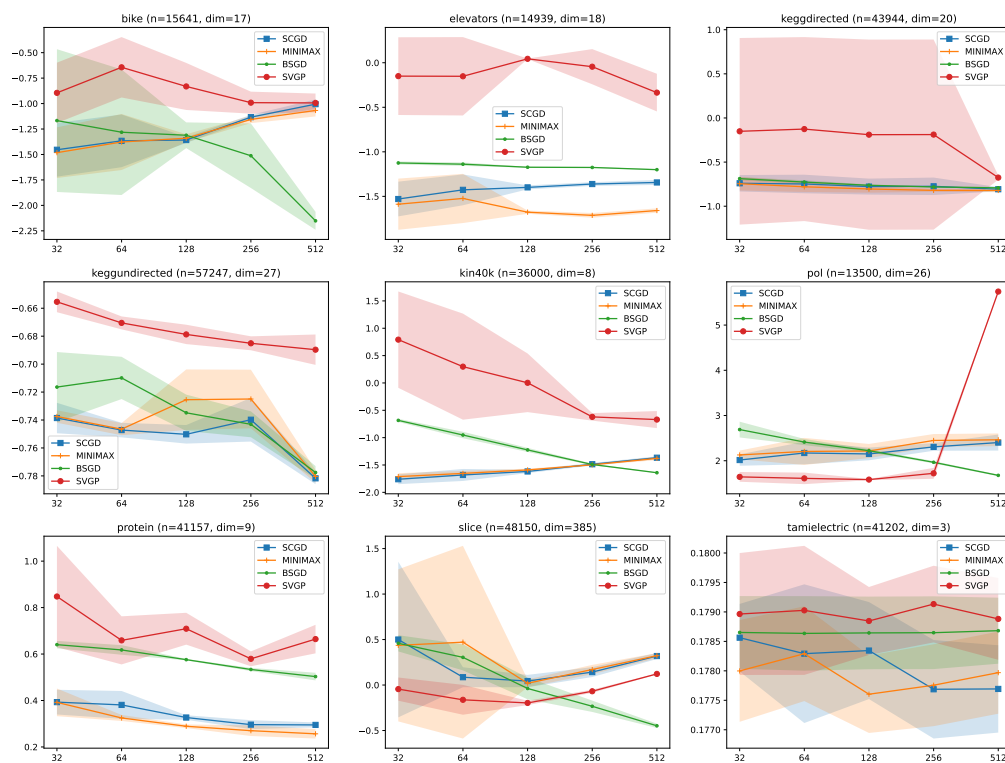 bike (n=15641, dim=17)
−0.50
−0.75
−1.00
−1.25
−1.50
−1.75
−2.00
−2.25
32 64 128 256 512
SCGD
MINIMAX
BSGD
SVGP
elevators (n=14939, dim=18)
0.0
−0.5
−1.0
−1.5
32 64 128 256 512
SCGD
MINIMAX
BSGD
SVGP
keggdirected (n=43944, dim=20)
1.0
0.5
0.0
−0.5
−1.0
32 64 128 256 512
SCGD
MINIMAX
BSGD
SVGP
keggundirected (n=57247, dim=27)
−0.66
−0.68
−0.70
−0.72
−0.74
−0.76
−0.78
32 64 128 256 512
SCGD
MINIMAX
BSGD
SVGP
kin40k (n=36000, dim=8)
1.5
1.0
0.5
0.0
−0.5
−1.0
−1.5
−2.0
32 64 128 256 512
SCGD
MINIMAX
BSGD
SVGP
pol (n=13500, dim=26)
5
4
3
2
32 64 128 256 512
SCGD
MINIMAX
BSGD
SVGP
protein (n=41157, dim=9)
1.0
0.8
0.6
0.4
0.2
32 64 128 256 512
SCGD
MINIMAX
BSGD
SVGP
slice (n=48150, dim=385)
1.5
1.0
0.5
0.0
−0.5
32 64 128 256 512
SCGD
MINIMAX
BSGD
SVGP
tamielectric (n=41202, dim=3)
0.1800
0.1795
0.1790
0.1785
0.1780
0.1775
0.1770
32 64 128 256 512
SCGD
MINIMAX
BSGD
SVGP